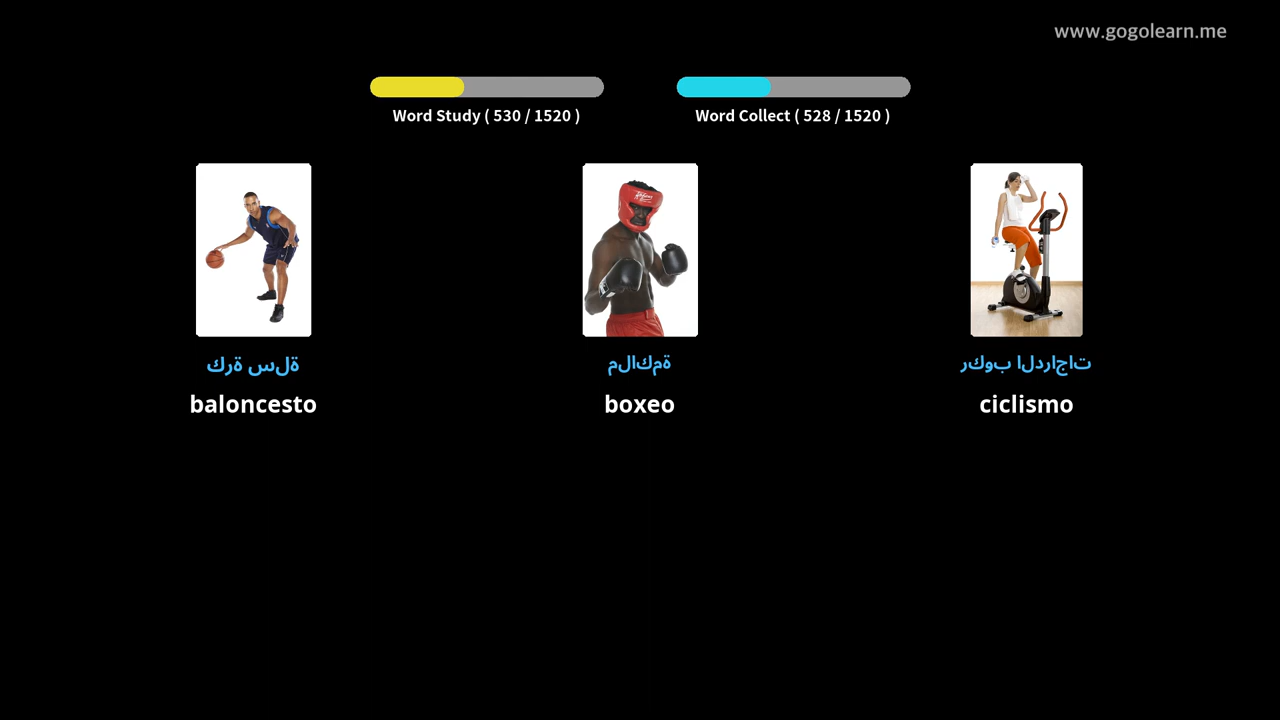 www.gogolearn.me
Word Study ( 530 / 1520 )
Word Collect ( 528 / 1520 )
كرة سلة
ملاكمة
ركوب الدراجات
baloncesto
boxeo
ciclismo